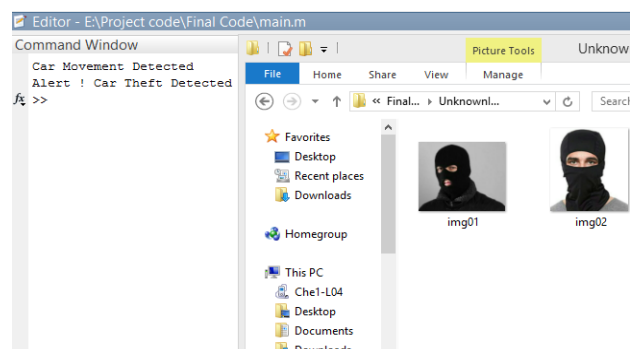 Editor - E:\Project code\Final Code\main.m
Command Window
Car Movement Detected
Alert ! Car Theft Detected
fx >>
Picture Tools
Unknow
File Home Share View Manage
« Final... ▸ Unknownl...
Search
Favorites
Desktop
Recent places
Downloads
Homegroup
This PC
Che1-L04
Desktop
Documents
Downloads
img01
img02